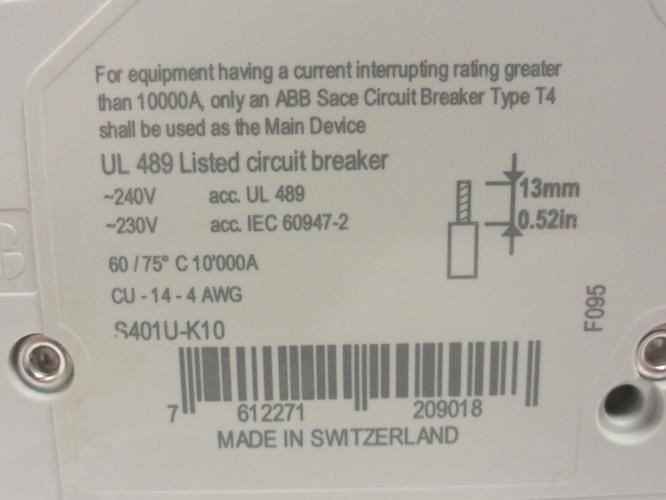 For equipment having a current interrupting rating greater
than 10000A, only an ABB Sace Circuit Breaker Type T4
shall be used as the Main Device
UL 489 Listed circuit breaker
~240V acc. UL 489
~230V acc. IEC 60947-2
13mm
0.52in
60 / 75° C 10'000A
CU - 14 - 4 AWG
S401U-K10
F095
7 612271 209018
MADE IN SWITZERLAND